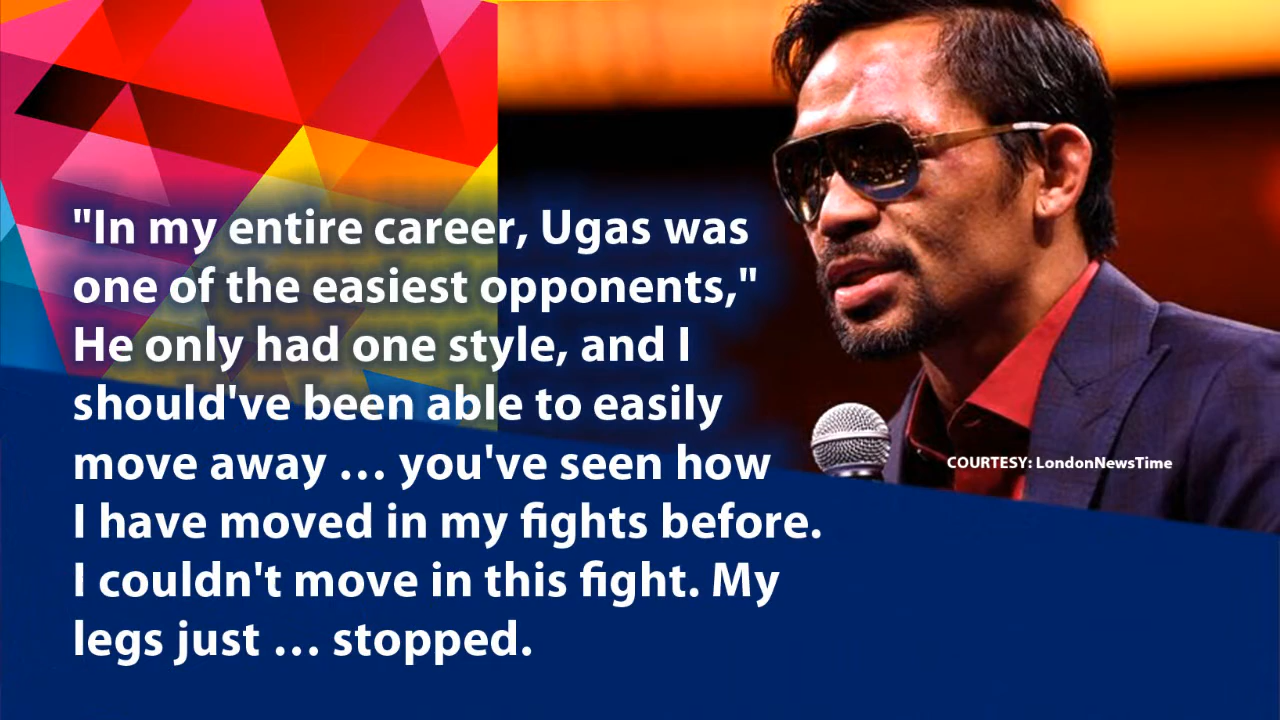 "In my entire career, Ugas was
one of the easiest opponents,"
He only had one style, and I
should've been able to easily
move away ... you've seen how
I have moved in my fights before.
I couldn't move in this fight. My
legs just ... stopped.
COURTESY: LondonNewsTime